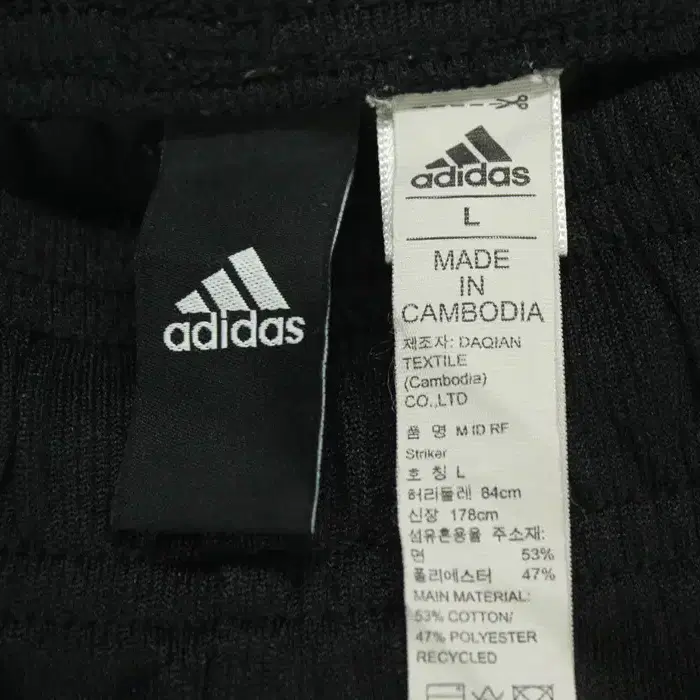 adidas
adidas
L
MADE
IN
CAMBODIA
제조자: DAQIAN
TEXTILE
(Cambodia)
CO.,LTD
품 명 M ID RF
Striker
호 칭 L
허리둘레 84cm
신장 178cm
섬유혼용율 주소재:
면 53%
폴리에스터 47%
MAIN MATERIAL:
53% COTTON/
47% POLYESTER
RECYCLED